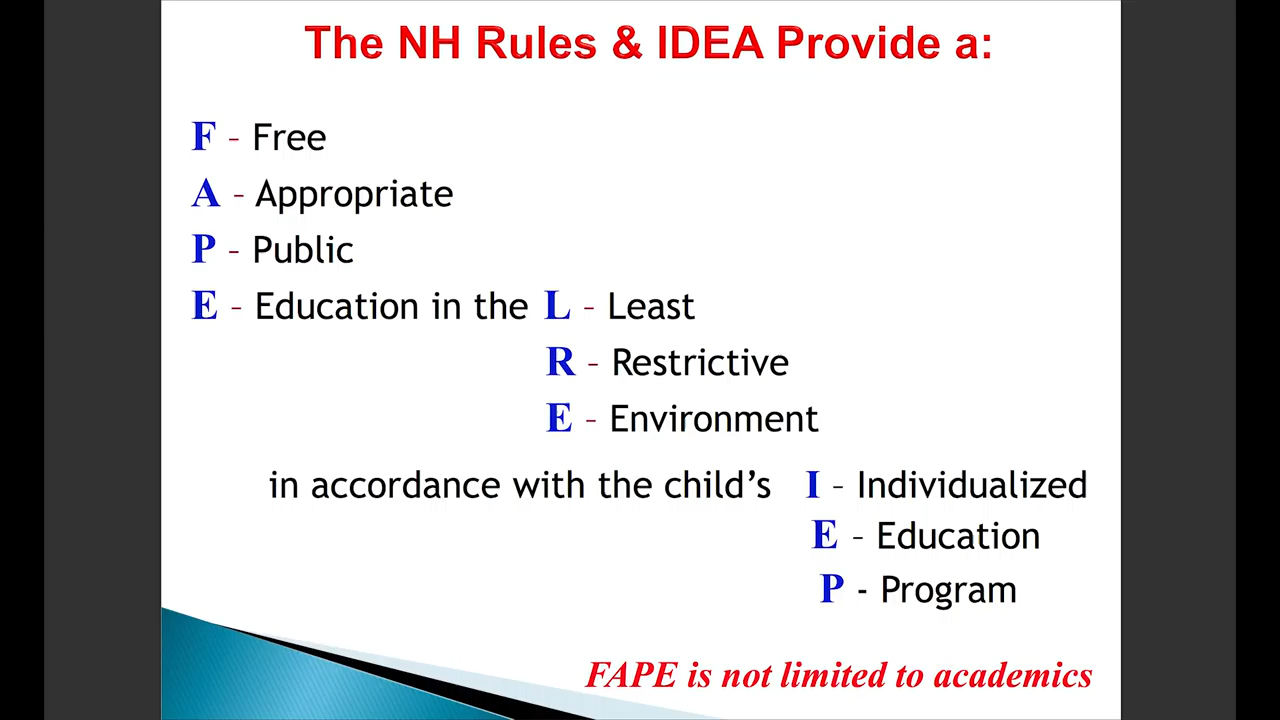 The NH Rules & IDEA Provide a:
F – Free
A – Appropriate
P – Public
E – Education in the L – Least
R – Restrictive
E – Environment
in accordance with the child’s I – Individualized
E – Education
P - Program
FAPE is not limited to academics